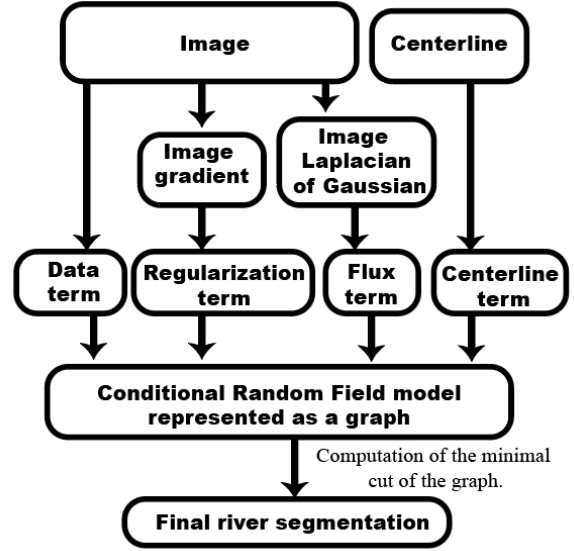 Image
Centerline
Image
gradient
Image
Laplacian
of Gaussian
Data
term
Regularization
term
Flux
term
Centerline
term
Conditional Random Field model
represented as a graph
Computation of the minimal
cut of the graph.
Final river segmentation